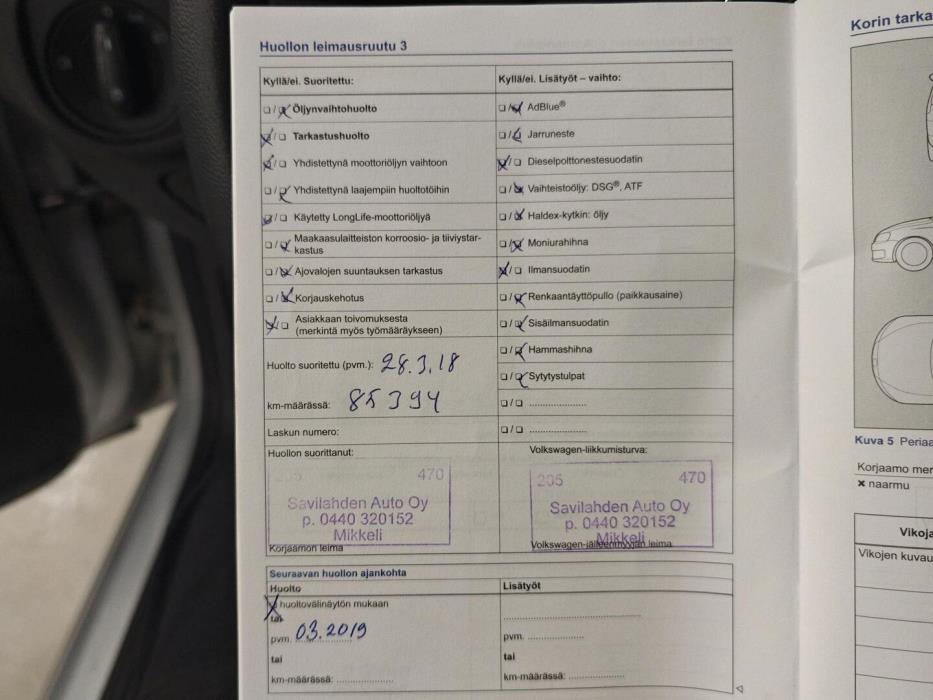 Huollon leimausruutu 3
Kyllä/ei. Suoritettu:
☐/☒ Öljynvaihtohuolto
☒/☐ Tarkastushuolto
☒/☐ Yhdistettynä moottoriöljyn vaihtoon
☐/☒ Yhdistettynä laajempiin huoltotöihin
☒/☐ Käytetty LongLife-moottoriöljyä
☐/☒ Maakaasulaitteiston korroosio- ja tiiviystar-
kastus
☐/☒ Ajovalojen suuntauksen tarkastus
☐/☒ Korjauskehotus
☒/☐ Asiakkaan toivomuksesta
(merkintä myös työmääräykseen)
Huolto suoritettu (pvm.): 28.3.18
km-määrässä: 85394
Laskun numero:
Huollon suorittanut:
205 470
Savilahden Auto Oy
p. 0440 320152
Mikkeli
Korjaamon leima
Kyllä/ei. Lisätyöt – vaihto:
☐/☒ AdBlue®
☐/☒ Jarruneste
☒/☐ Dieselpolttonestesuodatin
☐/☒ Vaihteistoöljy: DSG®, ATF
☐/☒ Haldex-kytkin: öljy
☐/☒ Moniurahihna
☒/☐ Ilmansuodatin
☐/☒ Renkaantäyttöpullo (paikkausaine)
☐/☒ Sisäilmansuodatin
☐/☒ Hammashihna
☐/☒ Sytytystulpat
☐/☐ ....................
☐/☐ ....................
Volkswagen-liikkumisturva:
205 470
Savilahden Auto Oy
p. 0440 320152
Mikkeli
Volkswagen-jälleenmyyjän leima
Seuraavan huollon ajankohta
Huolto
☒ huoltovälinäytön mukaan
tai
pvm. 03.2019
tai
km-määrässä: ....................
Lisätyöt
..................................................
pvm. ....................
tai
km-määrässä: ....................
Korin tarka
Kuva 5 Periaa
Korjaamo mer
× naarmu
Vikoja
Vikojen kuvau